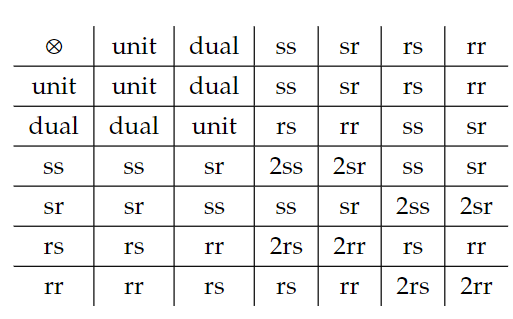 ⊗ unit dual ss sr rs rr
unit unit dual ss sr rs rr
dual dual unit rs rr ss sr
ss ss sr 2ss 2sr ss sr
sr sr ss ss sr 2ss 2sr
rs rs rr 2rs 2rr rs rr
rr rr rs rs rr 2rs 2rr